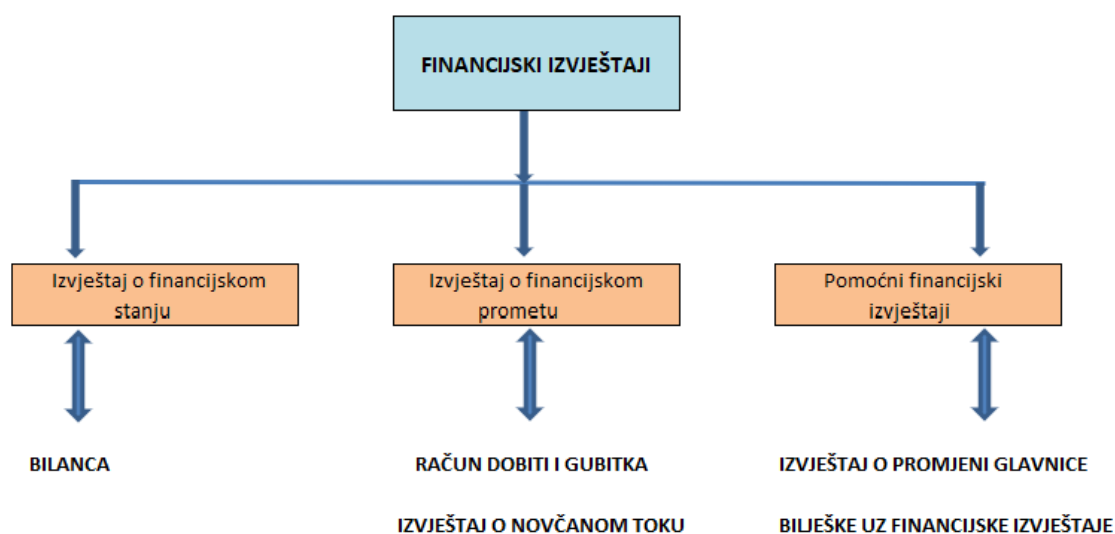 FINANCIJSKI IZVJEŠTAJI
Izvještaj o financijskom
stanju
Izvještaj o financijskom
prometu
Pomoćni financijski
izvještaji
BILANCA
RAČUN DOBITI I GUBITKA
IZVJEŠTAJ O PROMJENI GLAVNICE
IZVJEŠTAJ O NOVČANOM TOKU
BILJEŠKE UZ FINANCIJSKE IZVJEŠTAJE